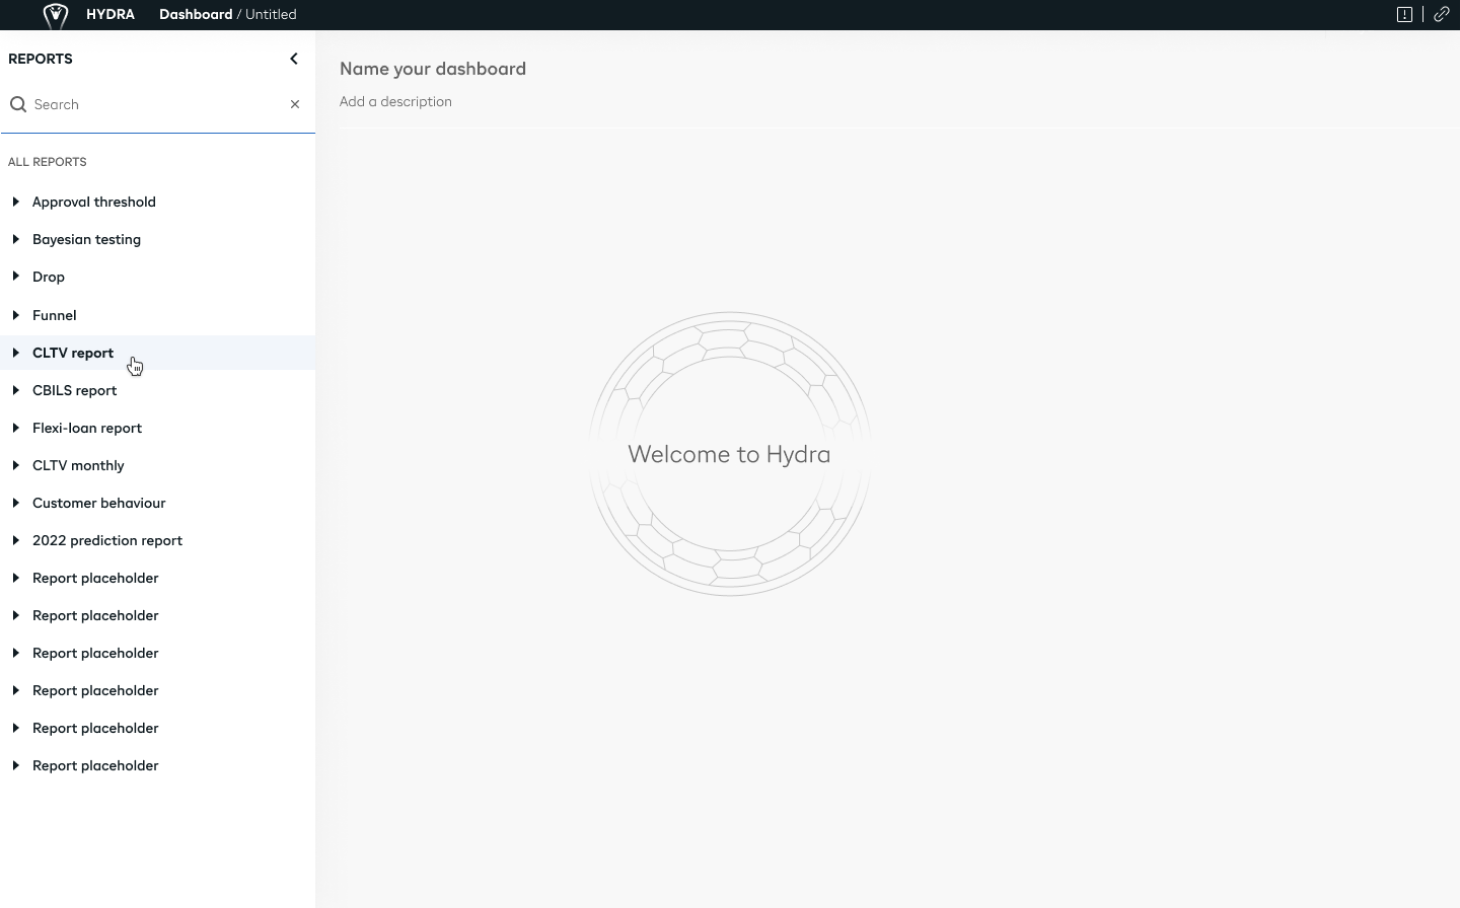 HYDRA Dashboard / Untitled
REPORTS
Search
ALL REPORTS
Approval threshold
Bayesian testing
Drop
Funnel
CLTV report
CBILS report
Flexi-loan report
CLTV monthly
Customer behaviour
2022 prediction report
Report placeholder
Report placeholder
Report placeholder
Report placeholder
Report placeholder
Report placeholder
Name your dashboard
Add a description
Welcome to Hydra